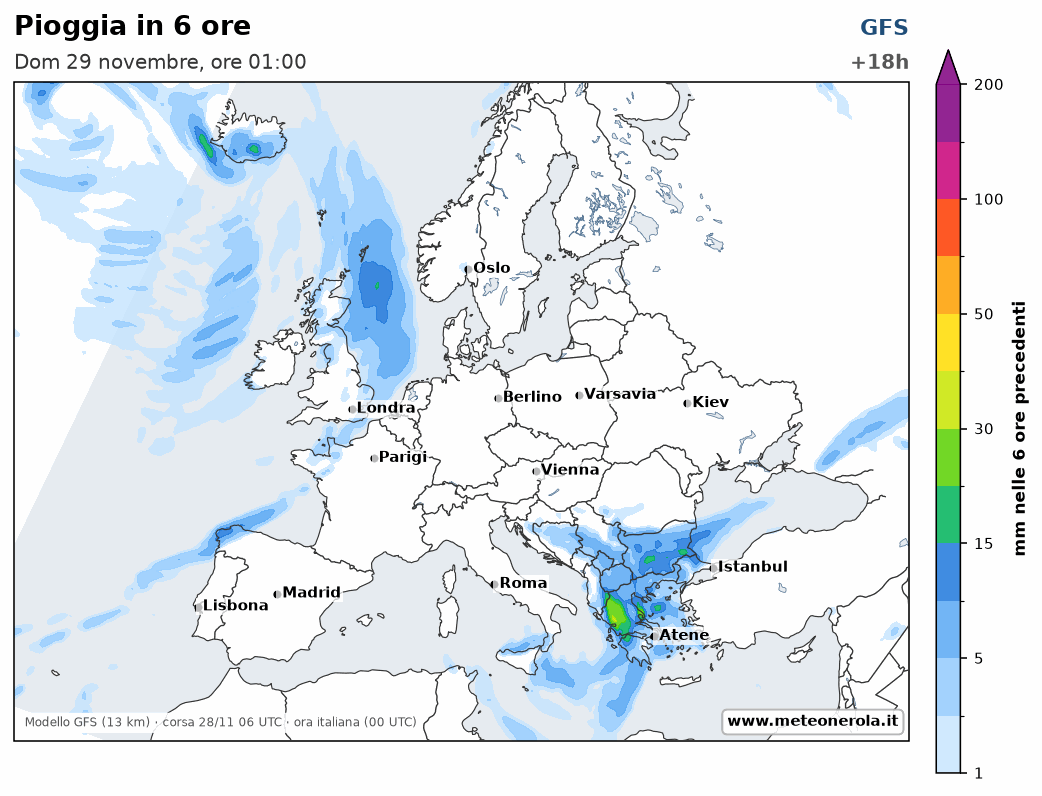 Pioggia in 6 ore
GFS
Dom 29 novembre, ore 01:00
+18h
200
100
50
30
15
5
1
mm nelle 6 ore precedenti
Oslo
Berlino
Varsavia
Kiev
Londra
Parigi
Vienna
Istanbul
Roma
Madrid
Lisbona
Atene
Modello GFS (13 km) · corsa 28/11 06 UTC · ora italiana (00 UTC)
www.meteonerola.it